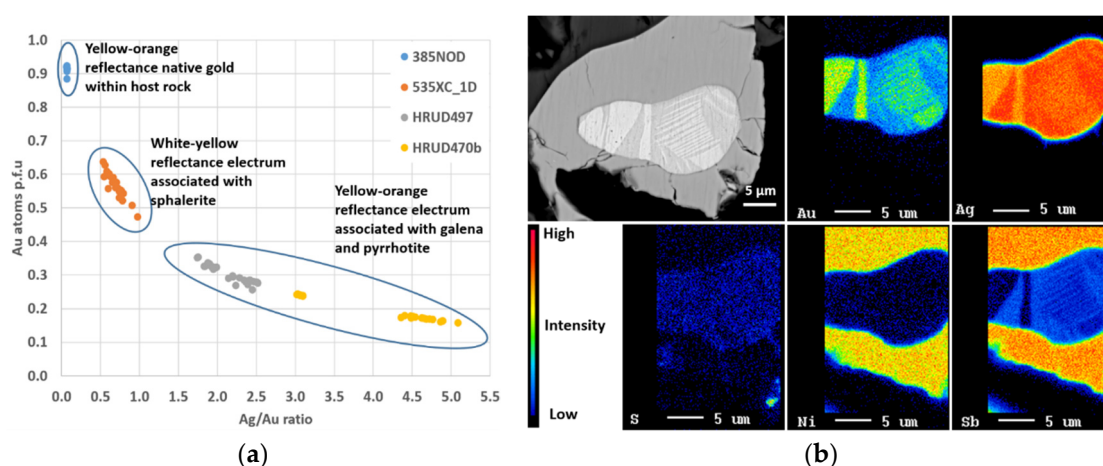 1.0
0.9
0.8
0.7
0.6
0.5
0.4
0.3
0.2
0.1
0.0
Au atoms p.f.u
0.0 0.5 1.0 1.5 2.0 2.5 3.0 3.5 4.0 4.5 5.0 5.5
Ag/Au ratio
Yellow-orange
reflectance native gold
within host rock
White-yellow
reflectance electrum
associated with
sphalerite
Yellow-orange
reflectance electrum
associated with galena
and pyrrhotite
385NOD
535XC_1D
HRUD497
HRUD470b
(a)
5 µm
Au 5 um
Ag 5 um
High
Intensity
Low
S 5 um
Ni 5 um
Sb 5 um
(b)